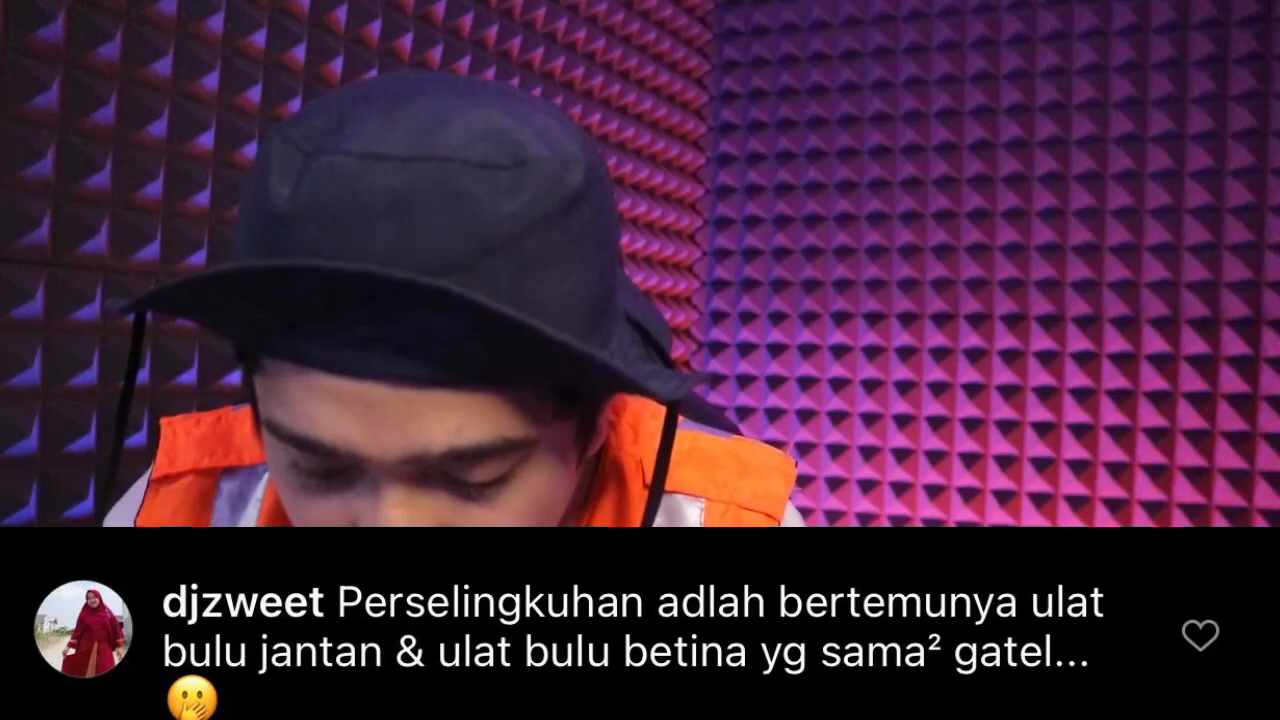 djzweet Perselingkuhan adlah bertemunya ulat
bulu jantan & ulat bulu betina yg sama² gatel...
🫢